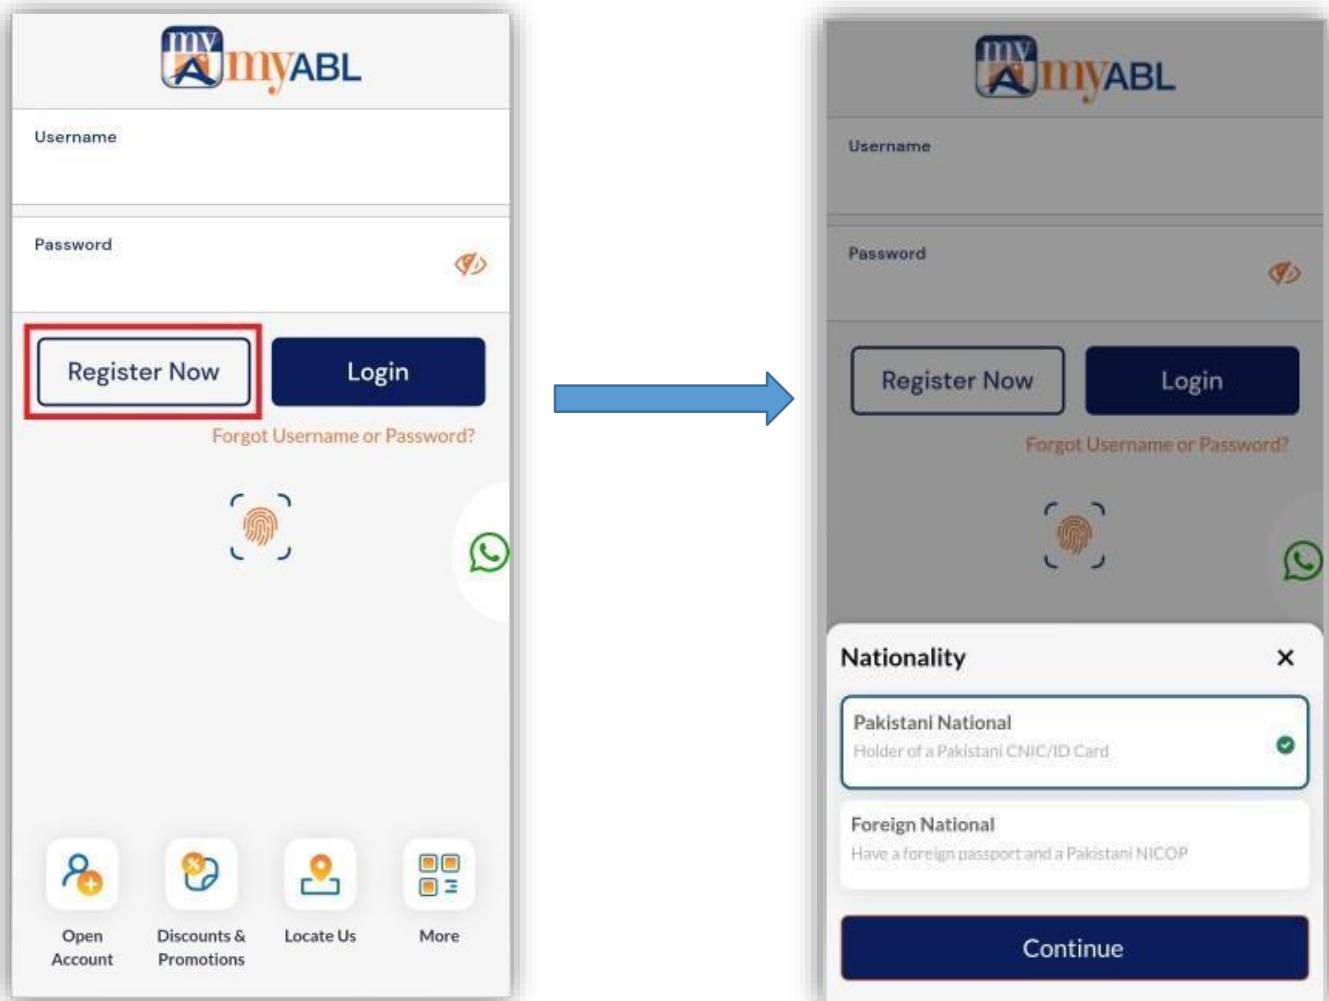 my
myABL
Username
Password
Register Now
Login
Forgot Username or Password?
Open
Account
Discounts &
Promotions
Locate Us
More
my
myABL
Username
Password
Register Now
Login
Forgot Username or Password?
Nationality
Pakistani National
Holder of a Pakistani CNIC/ID Card
Foreign National
Have a foreign passport and a Pakistani NICOP
Continue